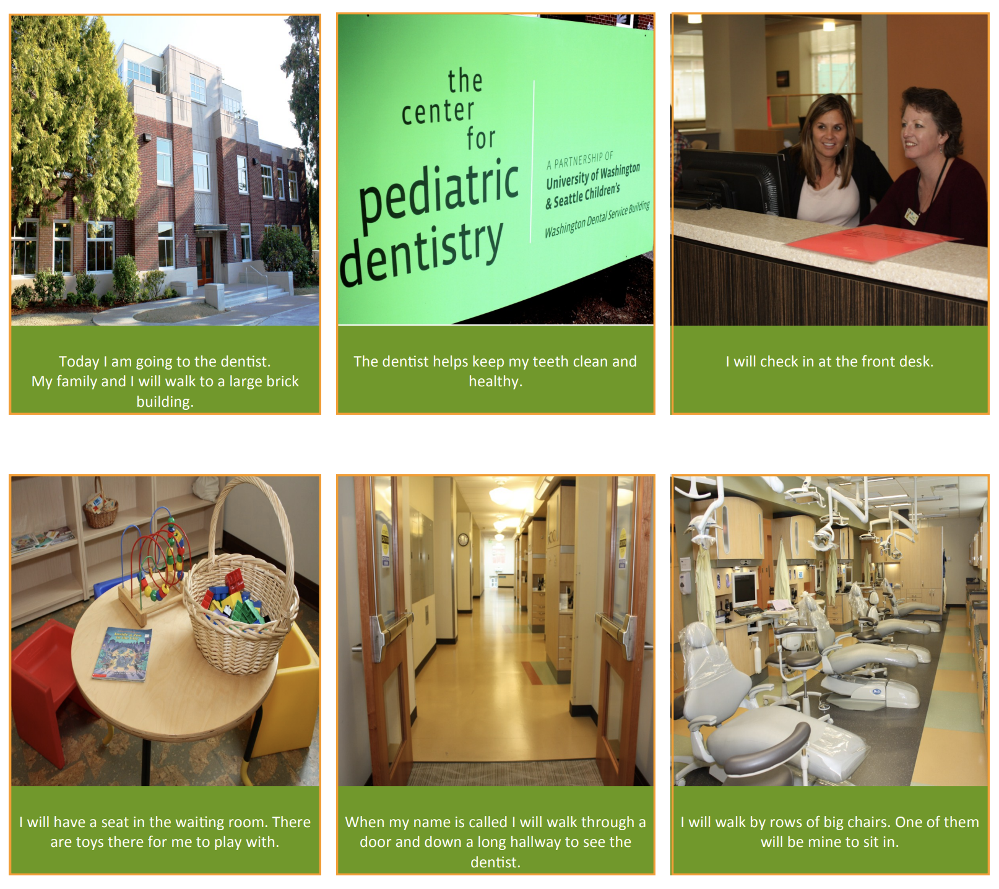 the
center
for
pediatric
dentistry
A PARTNERSHIP OF
University of Washington
& Seattle Children's
Washington Dental Service Building
Today I am going to the dentist.
My family and I will walk to a large brick
building.
The dentist helps keep my teeth clean and
healthy.
I will check in at the front desk.
Inside a Zoo
in the City
I will have a seat in the waiting room. There
are toys there for me to play with.
When my name is called I will walk through a
door and down a long hallway to see the
dentist.
I will walk by rows of big chairs. One of them
will be mine to sit in.